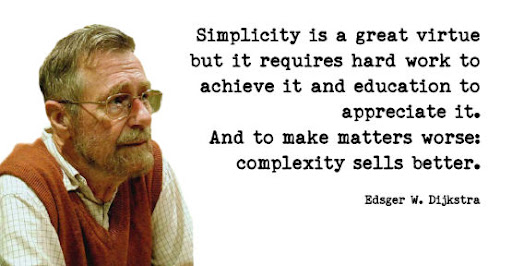 Simplicity is a great virtue
but it requires hard work to
achieve it and education to
appreciate it.
And to make matters worse:
complexity sells better.
Edsger W. Dijkstra